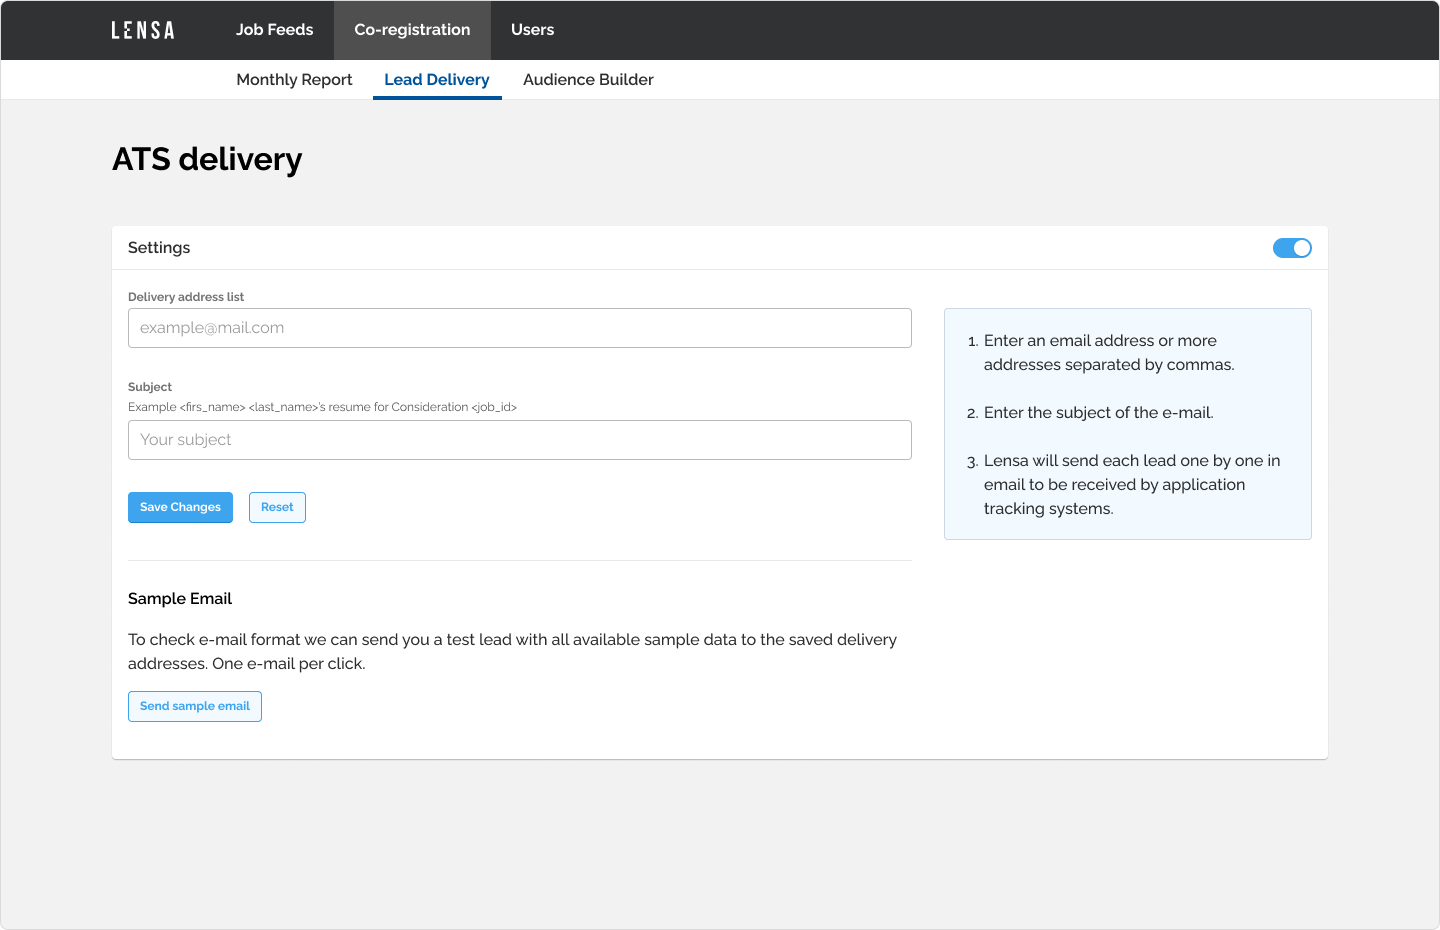 LENSA
Job Feeds
Co-registration
Users
Monthly Report
Lead Delivery
Audience Builder
ATS delivery
Settings
Delivery address list
example@mail.com
Subject
Example <firs_name> <last_name>'s resume for Consideration <job_id>
Your subject
Save Changes
Reset
1. Enter an email address or more
addresses separated by commas.
2. Enter the subject of the e-mail.
3. Lensa will send each lead one by one in
email to be received by application
tracking systems.
Sample Email
To check e-mail format we can send you a test lead with all available sample data to the saved delivery
addresses. One e-mail per click.
Send sample email